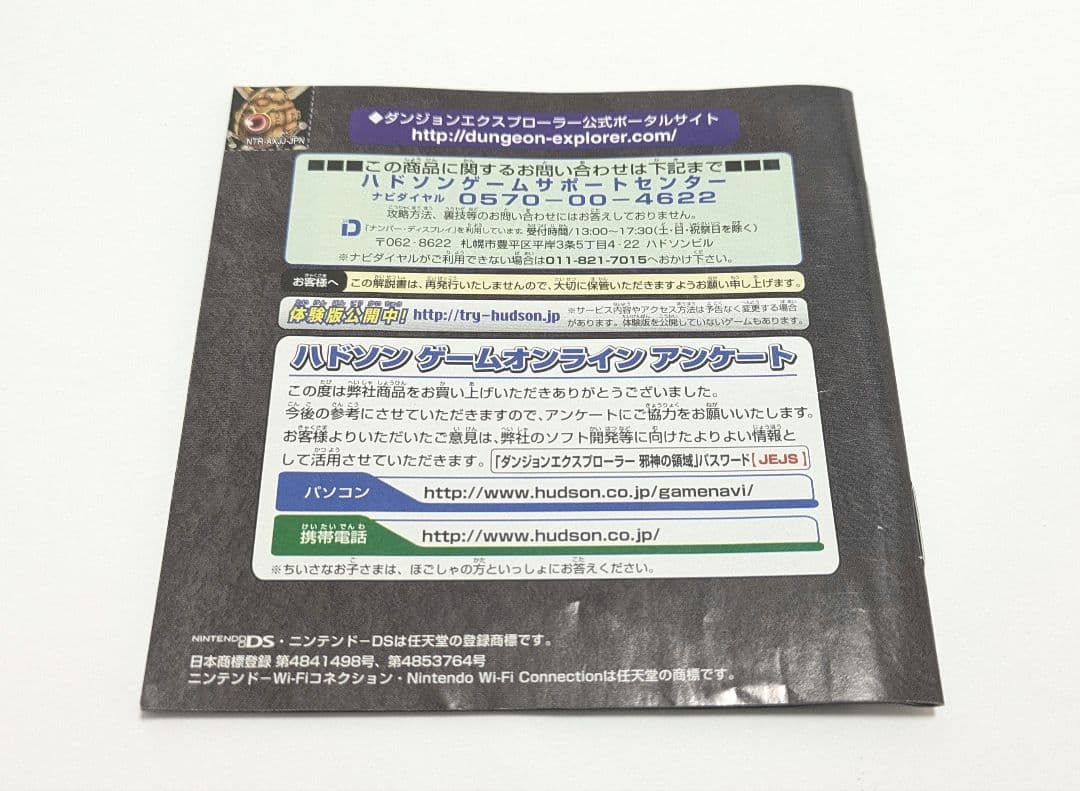 NTR-AXJJ-JPN
◆ダンジョンエクスプローラー公式ポータルサイト
http://dungeon-explorer.com/
■■■この商品に関するお問い合わせは下記まで■■■
ハドソンゲームサポートセンター
ナビダイヤル 0570-00-4622
攻略方法、裏技等のお問い合わせにはお答えしておりません。
D 「ナンバー・ディスプレイ」を利用しています。受付時間/13:00〜17:30(土・日・祝祭日を除く)
〒062-8622 札幌市豊平区平岸3条5丁目4-22 ハドソンビル
※ナビダイヤルがご利用できない場合は011-821-7015へおかけ下さい。
お客様へ この解説書は、再発行いたしませんので、大切に保管いただきますようお願い申し上げます。
体験版公開中! http://try-hudson.jp ※サービス内容やアクセス方法は予告なく変更する場合
があります。体験版を公開していないゲームもあります。
ハドソン ゲームオンライン アンケート
この度は弊社商品をお買い上げいただきありがとうございました。
今後の参考にさせていただきますので、アンケートにご協力をお願いいたします。
お客様よりいただいたご意見は、弊社のソフト開発等に向けたよりよい情報と
して活用させていただきます。「ダンジョンエクスプローラー 邪神の領域」パスワード[ JEJS ]
パソコン http://www.hudson.co.jp/gamenavi/
携帯電話 http://www.hudson.co.jp/
※ちいさなお子さまは、ほごしゃの方といっしょにお答えください。
NINTENDO DS・ニンテンドーDSは任天堂の登録商標です。
日本商標登録 第4841498号、第4853764号
ニンテンドーWi-Fiコネクション・Nintendo Wi-Fi Connectionは任天堂の商標です。